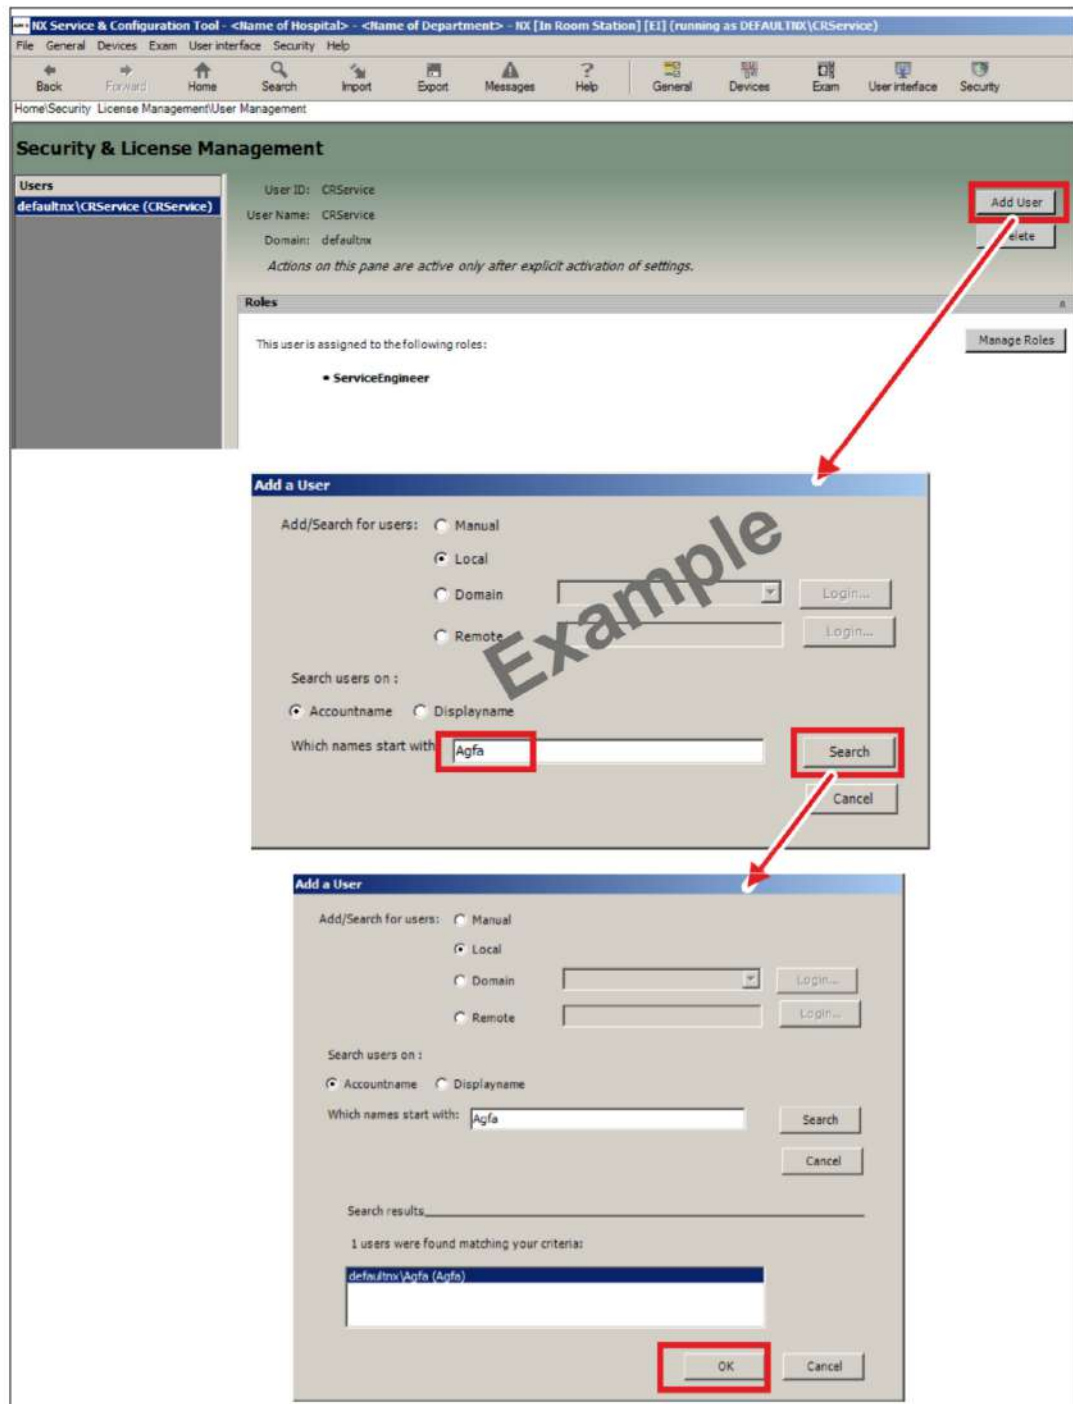 NX Service & Configuration Tool - <Name of Hospital> - <Name of Department> - NX [In Room Station] [EI] (running as DEFAULTNX\CRService)
File General Devices Exam User interface Security Help
Back Forward Home Search Import Export Messages Help General Devices Exam User interface Security
Home\Security License Management\User Management
Security & License Management
Users
defaultnx\CRService (CRService)
User ID: CRService
Add User
User Name: CRService
Domain: defaultnx
elete
Actions on this pane are active only after explicit activation of settings.
Roles
This user is assigned to the following roles:
Manage Roles
• ServiceEngineer
Add a User
Add/Search for users: Manual
Local
Domain Login...
Remote Login...
Example
Search users on :
Accountname Displayname
Which names start with: Agfa Search
Cancel
Add a User
Add/Search for users: Manual
Local
Domain Login...
Remote Login...
Search users on :
Accountname Displayname
Which names start with: Agfa Search
Cancel
Search results
1 users were found matching your criteria:
defaultnx\Agfa (Agfa)
OK Cancel